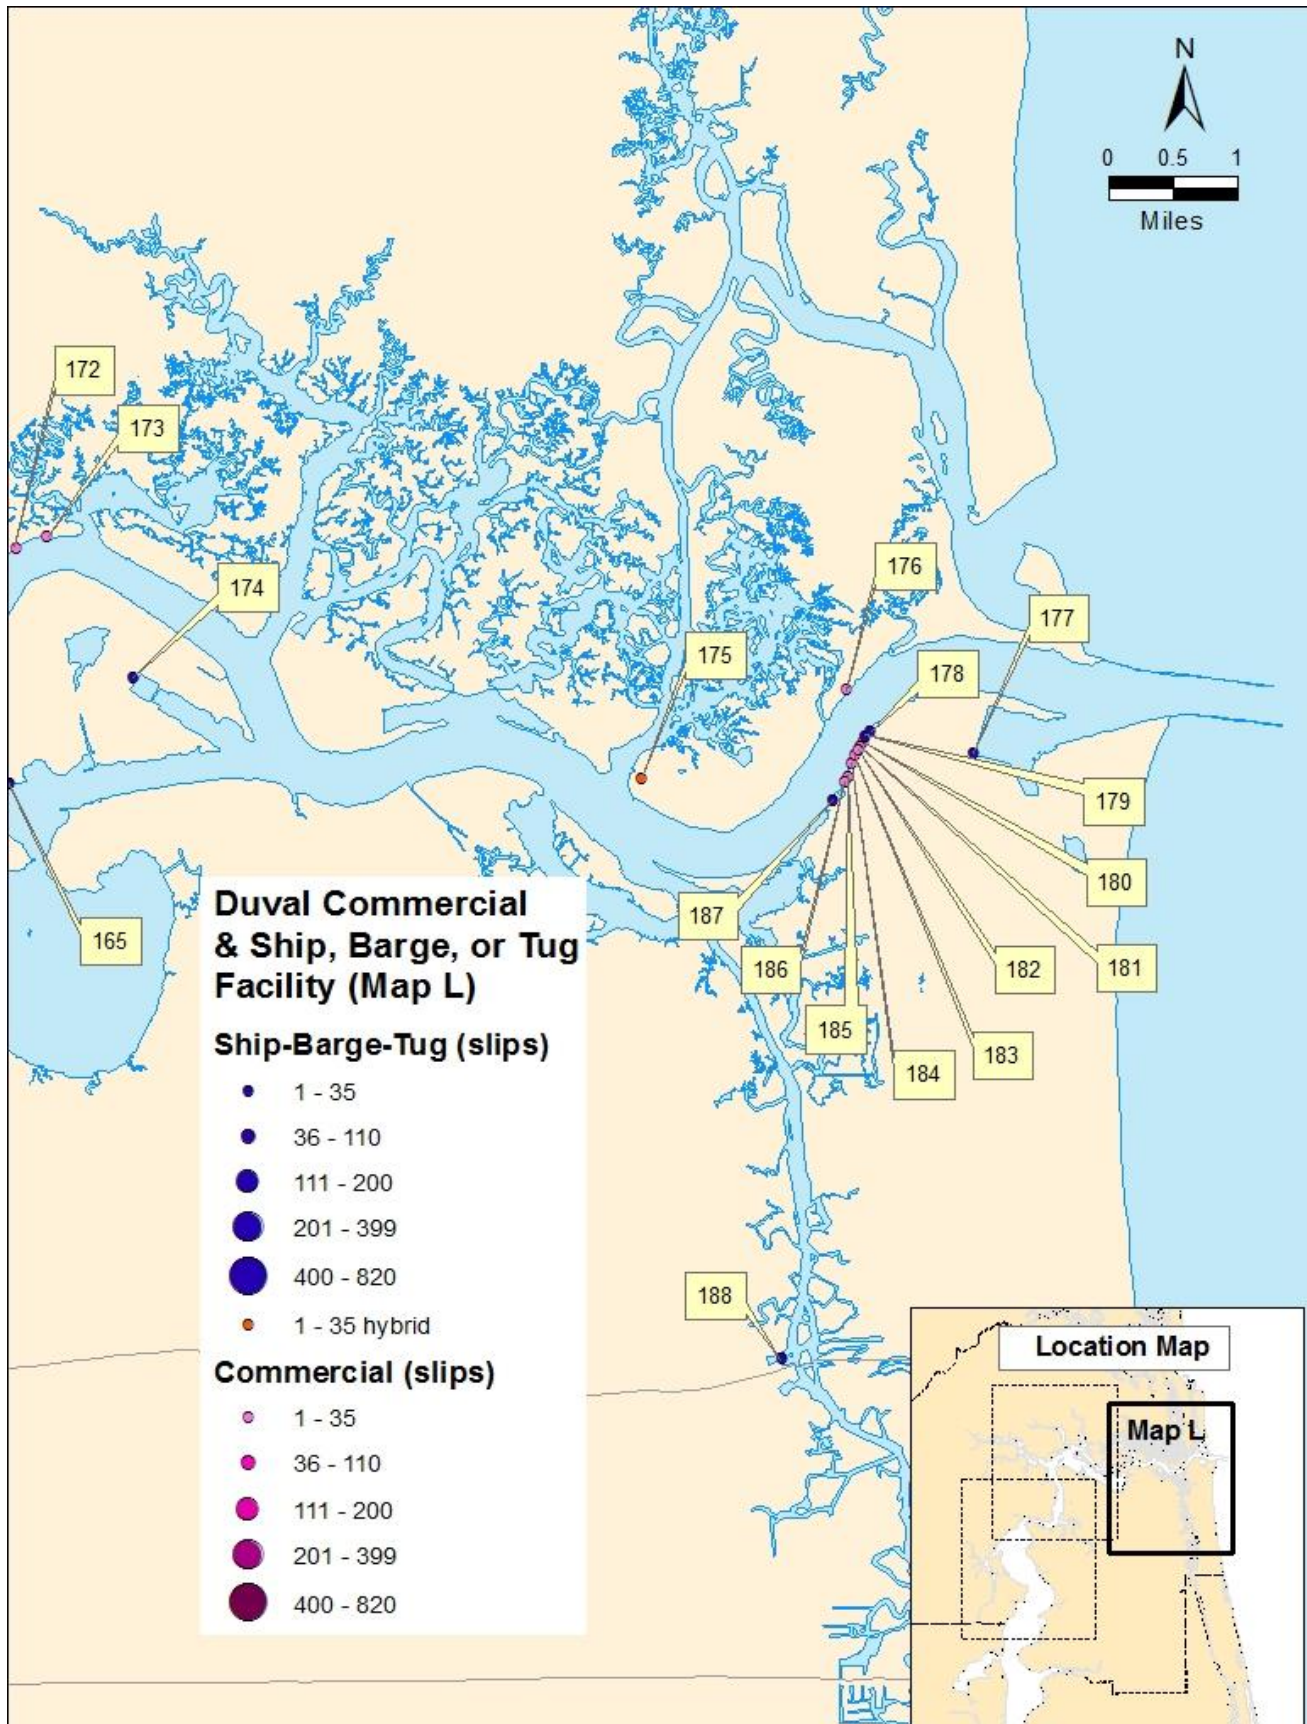 N
0 0.5 1
Miles
172
173
174
176
177
175
178
179
180
187
165
186
182
181
185
183
184
188
Duval Commercial
& Ship, Barge, or Tug
Facility (Map L)
Ship-Barge-Tug (slips)
1 - 35
36 - 110
111 - 200
201 - 399
400 - 820
1 - 35 hybrid
Commercial (slips)
1 - 35
36 - 110
111 - 200
201 - 399
400 - 820
Location Map
Map L